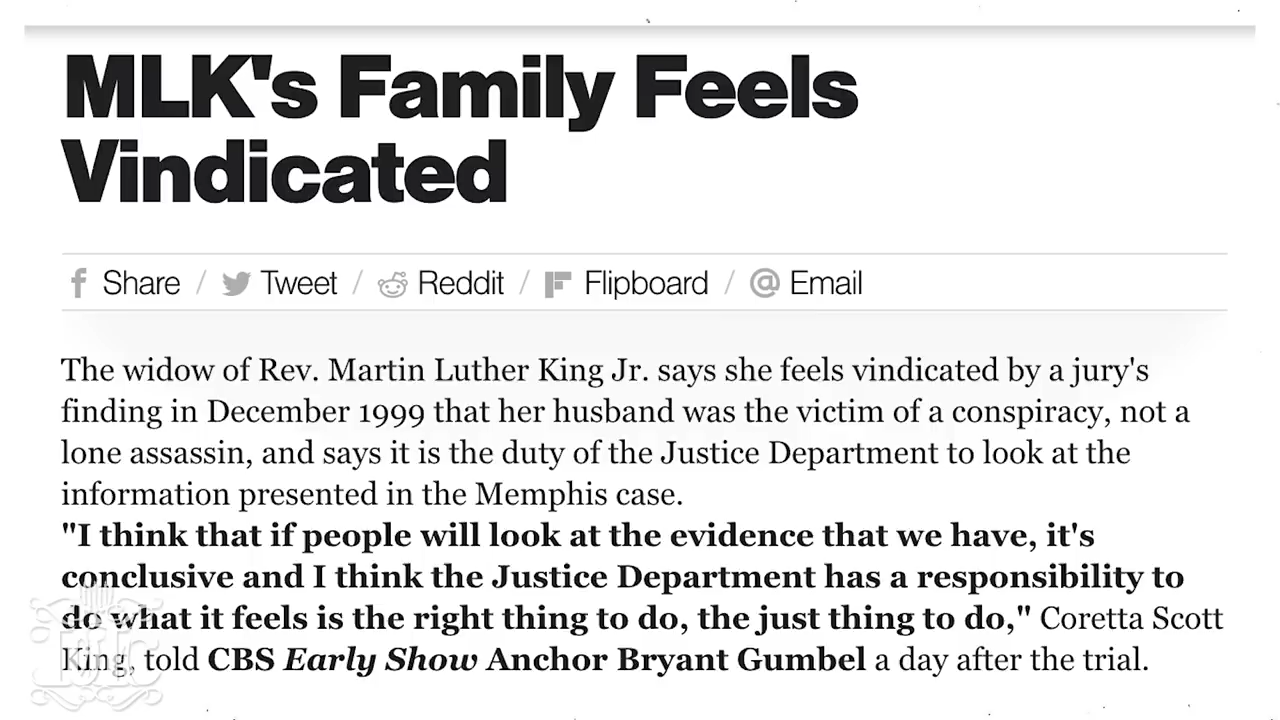 MLK's Family Feels
Vindicated
Share / Tweet / Reddit / Flipboard / Email
The widow of Rev. Martin Luther King Jr. says she feels vindicated by a jury's
finding in December 1999 that her husband was the victim of a conspiracy, not a
lone assassin, and says it is the duty of the Justice Department to look at the
information presented in the Memphis case.
"I think that if people will look at the evidence that we have, it's
conclusive and I think the Justice Department has a responsibility to
do what it feels is the right thing to do, the just thing to do," Coretta Scott
King, told CBS Early Show Anchor Bryant Gumbel a day after the trial.